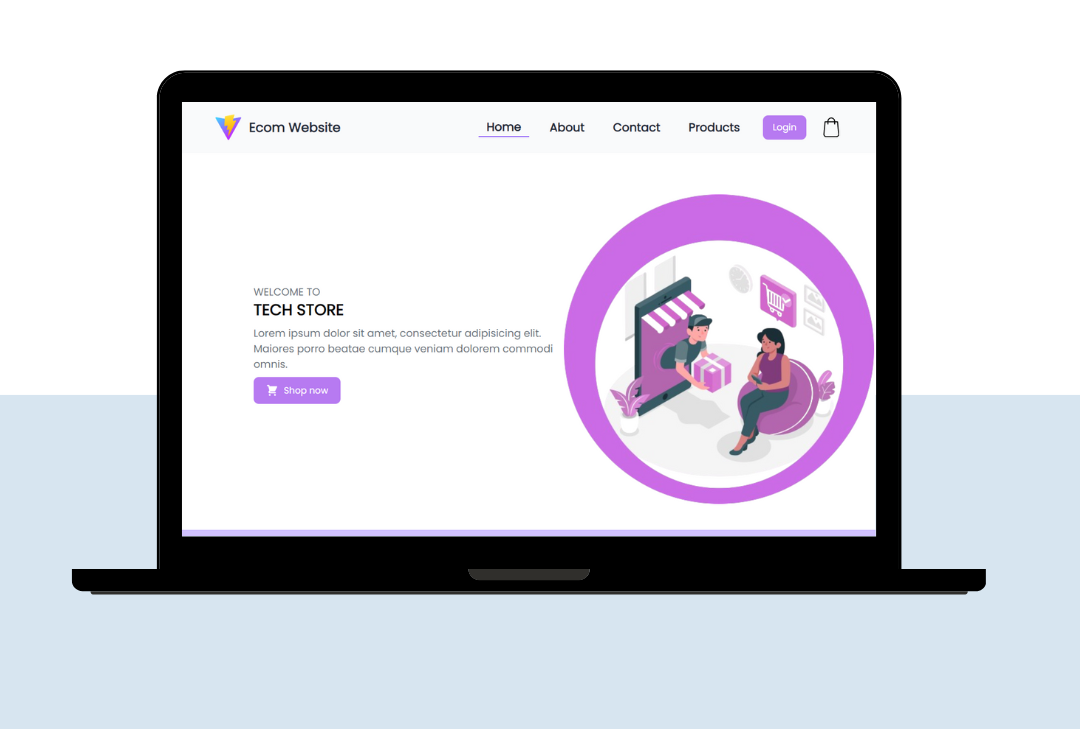 Ecom Website
Home
About
Contact
Products
Login
WELCOME TO
TECH STORE
Lorem ipsum dolor sit amet, consectetur adipisicing elit.
Maiores porro beatae cumque veniam dolorem commodi
omnis.
Shop now